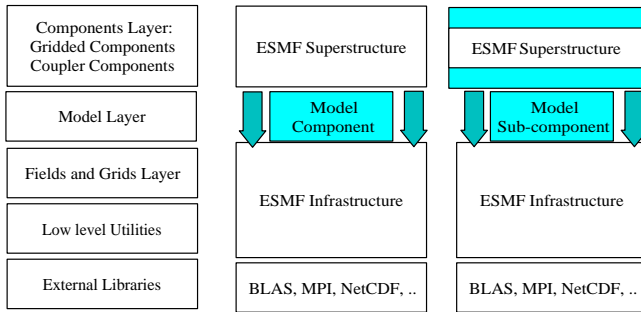 Components Layer:
Gridded Components
Coupler Components
Model Layer
Fields and Grids Layer
Low level Utilities
External Libraries
ESMF Superstructure
Model
Component
ESMF Infrastructure
BLAS, MPI, NetCDF, ..
ESMF Superstructure
Model
Sub-component
ESMF Infrastructure
BLAS, MPI, NetCDF, ..